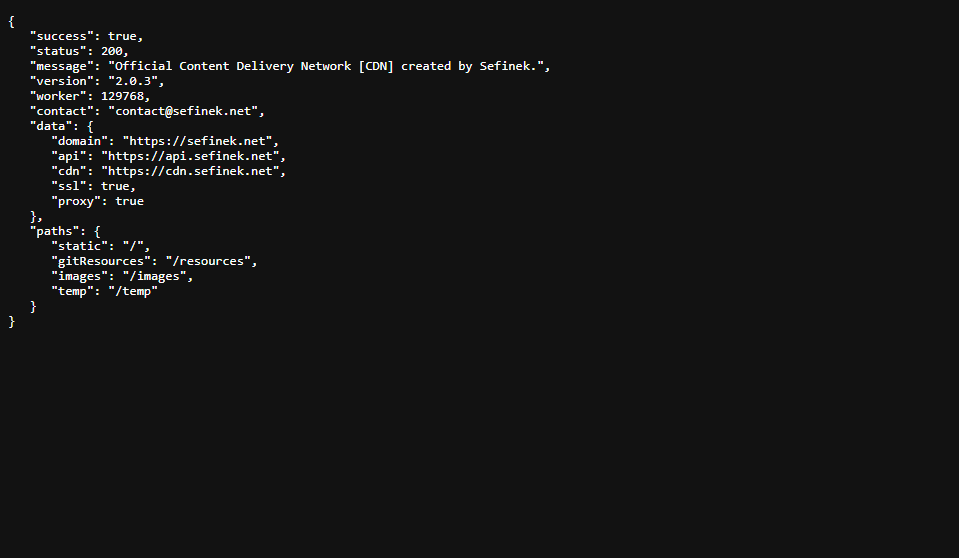 {
"success": true,
"status": 200,
"message": "Official Content Delivery Network [CDN] created by Sefinek.",
"version": "2.0.3",
"worker": 129768,
"contact": "contact@sefinek.net",
"data": {
"domain": "https://sefinek.net",
"api": "https://api.sefinek.net",
"cdn": "https://cdn.sefinek.net",
"ssl": true,
"proxy": true
},
"paths": {
"static": "/",
"gitResources": "/resources",
"images": "/images",
"temp": "/temp"
}
}